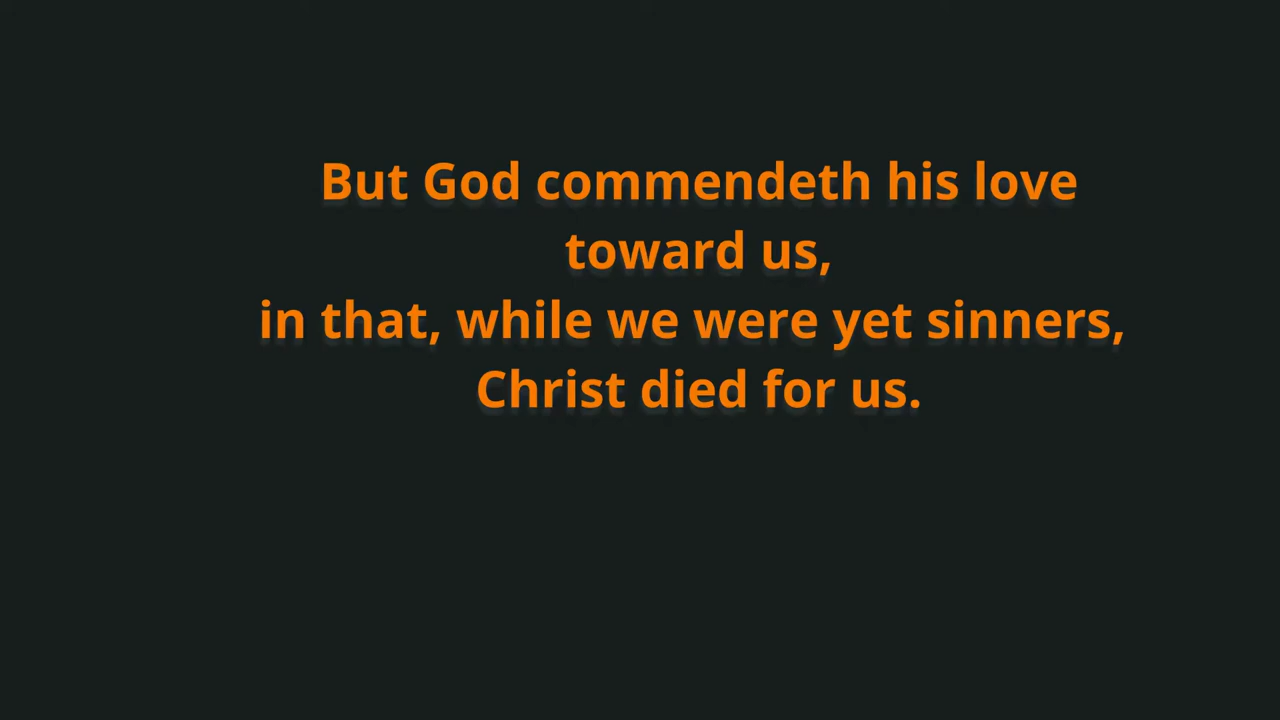 But God commendeth his love
toward us,
in that, while we were yet sinners,
Christ died for us.